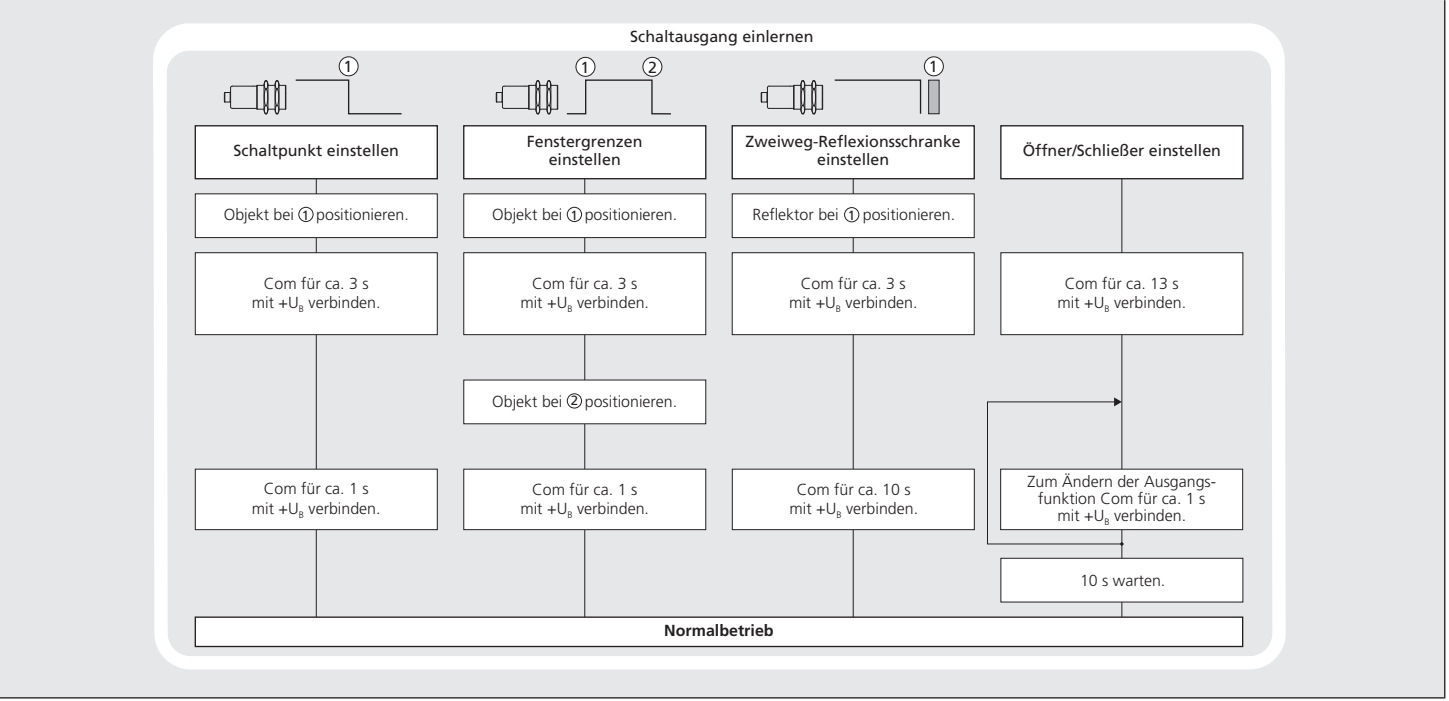 Schaltausgang einlernen
①
① ②
①
Schaltpunkt einstellen
Objekt bei ① positionieren.
Com für ca. 3 s
mit +U_B verbinden.
Com für ca. 1 s
mit +U_B verbinden.
Fenstergrenzen
einstellen
Objekt bei ① positionieren.
Com für ca. 3 s
mit +U_B verbinden.
Objekt bei ② positionieren.
Com für ca. 1 s
mit +U_B verbinden.
Zweiweg-Reflexionsschranke
einstellen
Reflektor bei ① positionieren.
Com für ca. 3 s
mit +U_B verbinden.
Com für ca. 10 s
mit +U_B verbinden.
Öffner/Schließer einstellen
Com für ca. 13 s
mit +U_B verbinden.
Zum Ändern der Ausgangs-
funktion Com für ca. 1 s
mit +U_B verbinden.
10 s warten.
Normalbetrieb